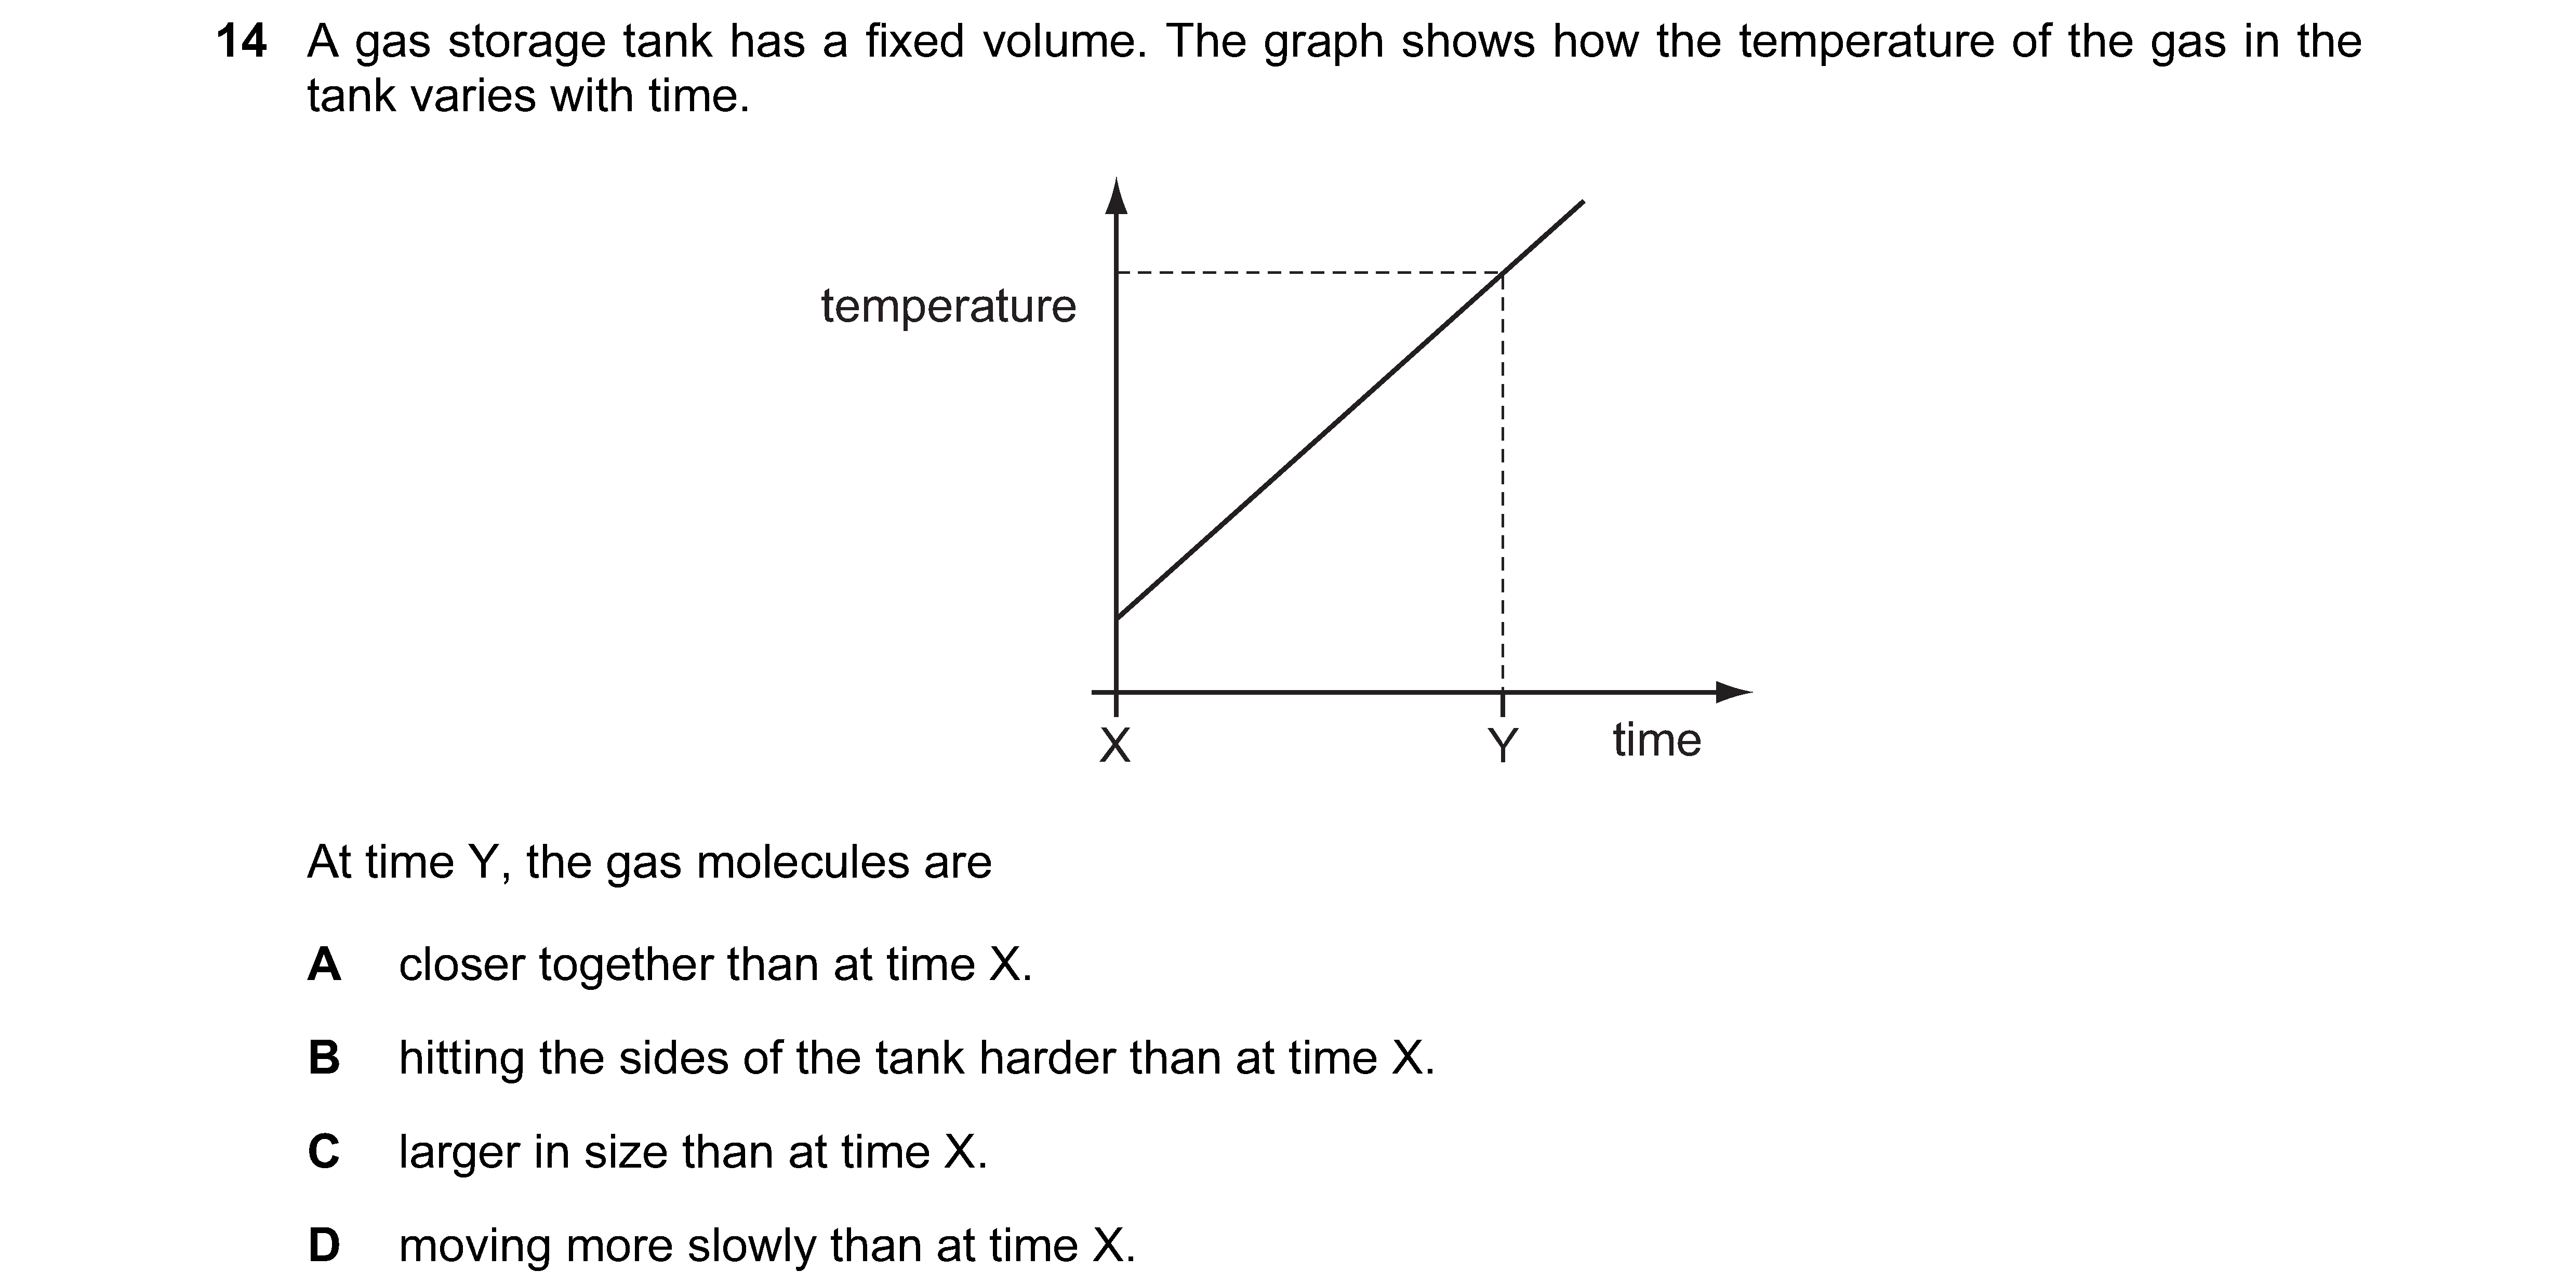 14 A gas storage tank has a fixed volume. The graph shows how the temperature of the gas in the
tank varies with time.
temperature
X
Y
time
At time Y, the gas molecules are
A closer together than at time X.
B hitting the sides of the tank harder than at time X.
C larger in size than at time X.
D moving more slowly than at time X.